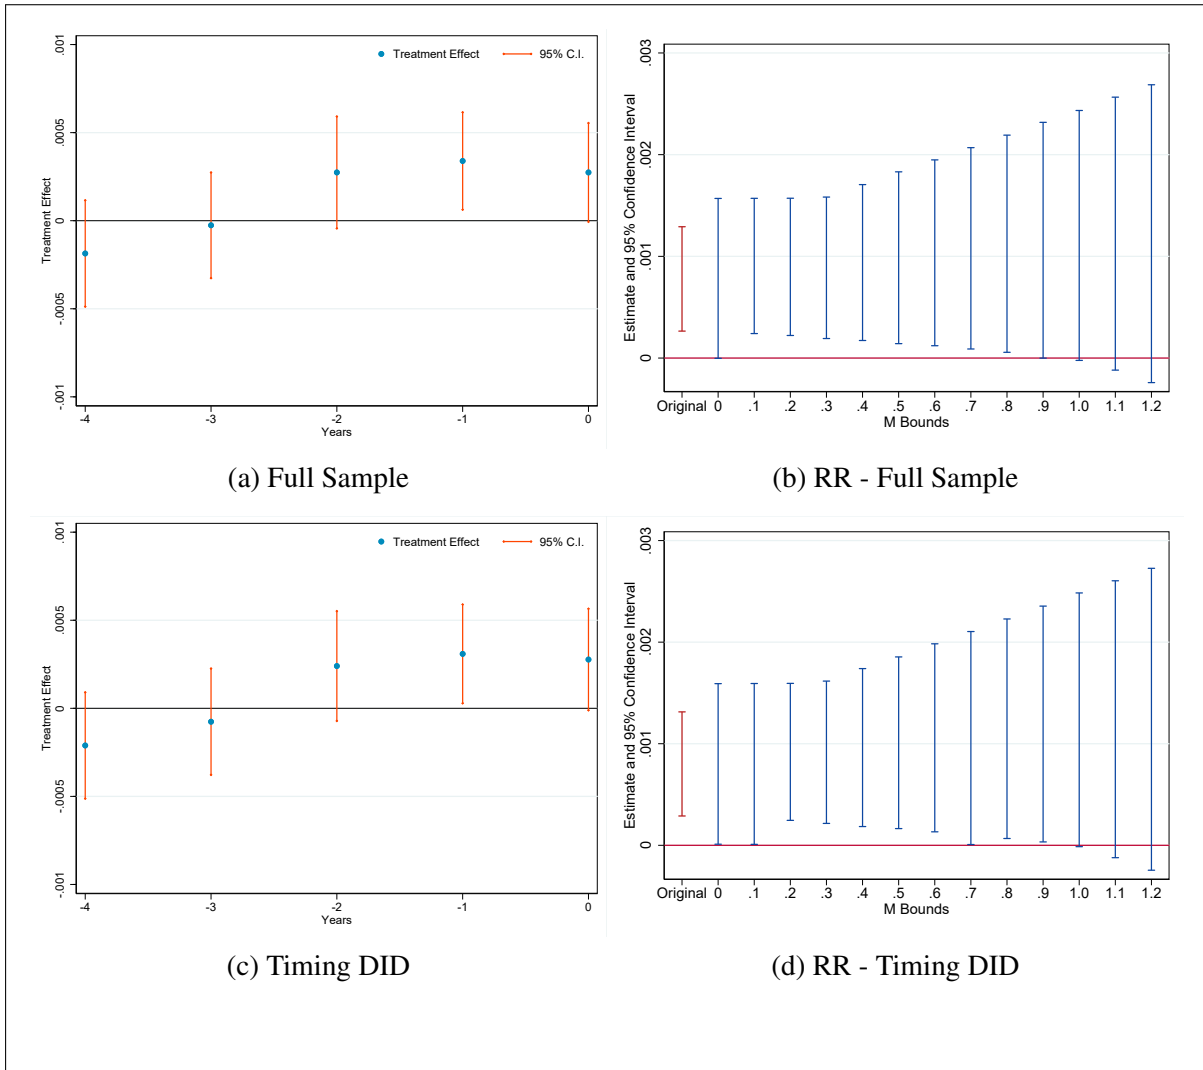 Treatment Effect 95% C.I.
Treatment Effect
.001
.0005
0
-.0005
-.001
-4 -3 -2 -1 0
Years
(a) Full Sample
Estimate and 95% Confidence Interval
.003
.002
.001
0
Original 0 .1 .2 .3 .4 .5 .6 .7 .8 .9 1.0 1.1 1.2
M Bounds
(b) RR - Full Sample
Treatment Effect 95% C.I.
Treatment Effect
.001
.0005
0
-.0005
-.001
-4 -3 -2 -1 0
Years
(c) Timing DID
Estimate and 95% Confidence Interval
.003
.002
.001
0
Original 0 .1 .2 .3 .4 .5 .6 .7 .8 .9 1.0 1.1 1.2
M Bounds
(d) RR - Timing DID